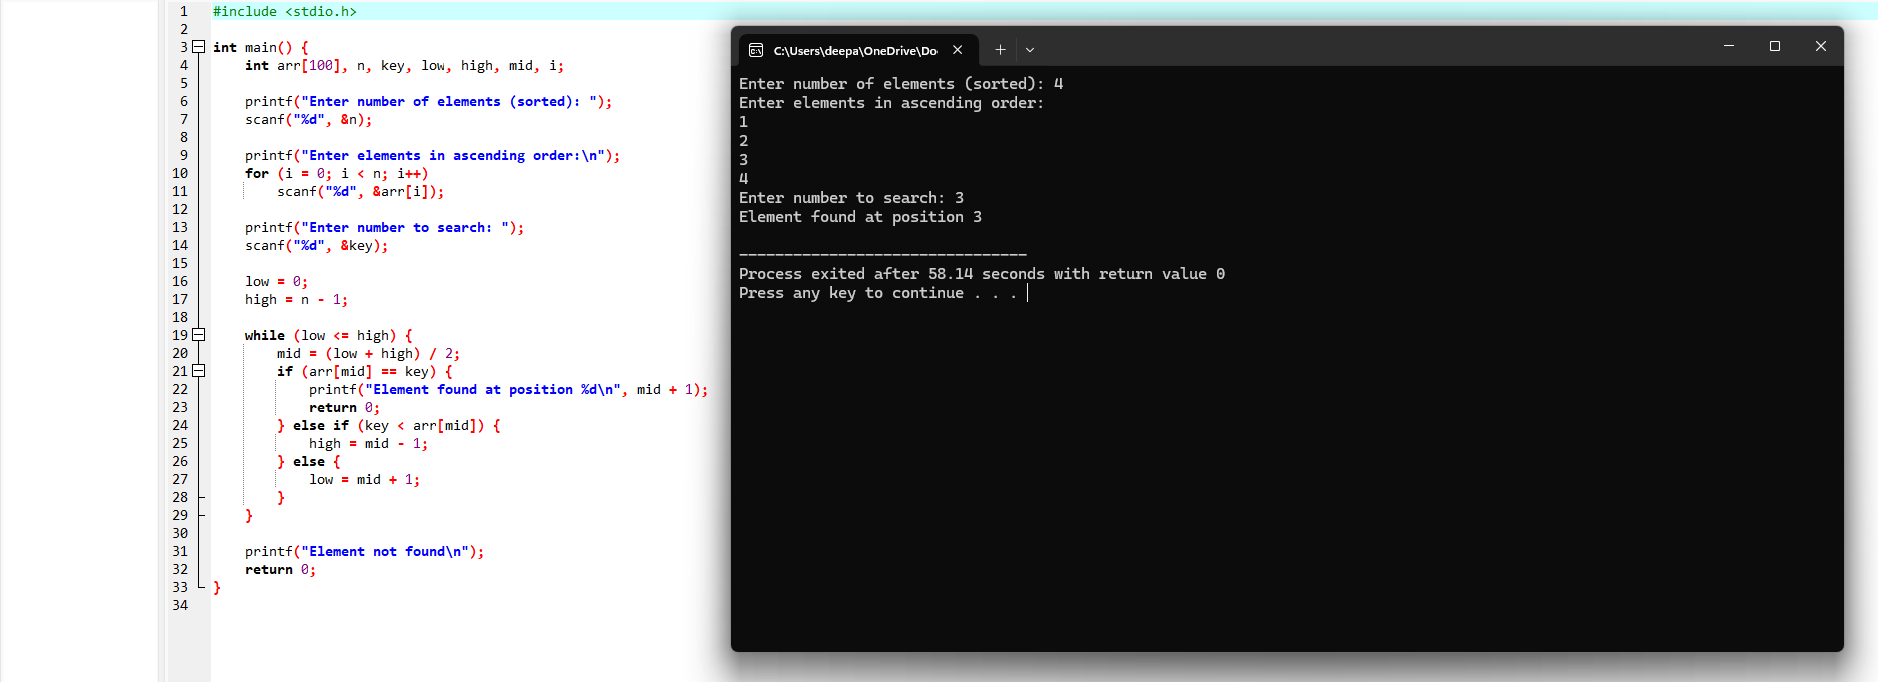 1 #include <stdio.h>
2
3 int main() {
4 int arr[100], n, key, low, high, mid, i;
5
6 printf("Enter number of elements (sorted): ");
7 scanf("%d", &n);
8
9 printf("Enter elements in ascending order:\n");
10 for (i = 0; i < n; i++)
11 scanf("%d", &arr[i]);
12
13 printf("Enter number to search: ");
14 scanf("%d", &key);
15
16 low = 0;
17 high = n - 1;
18
19 while (low <= high) {
20 mid = (low + high) / 2;
21 if (arr[mid] == key) {
22 printf("Element found at position %d\n", mid + 1);
23 return 0;
24 } else if (key < arr[mid]) {
25 high = mid - 1;
26 } else {
27 low = mid + 1;
28 }
29 }
30
31 printf("Element not found\n");
32 return 0;
33 }
34
C:\Users\deepa\OneDrive\Do
Enter number of elements (sorted): 4
Enter elements in ascending order:
1
2
3
4
Enter number to search: 3
Element found at position 3
--------------------------------
Process exited after 58.14 seconds with return value 0
Press any key to continue . . .